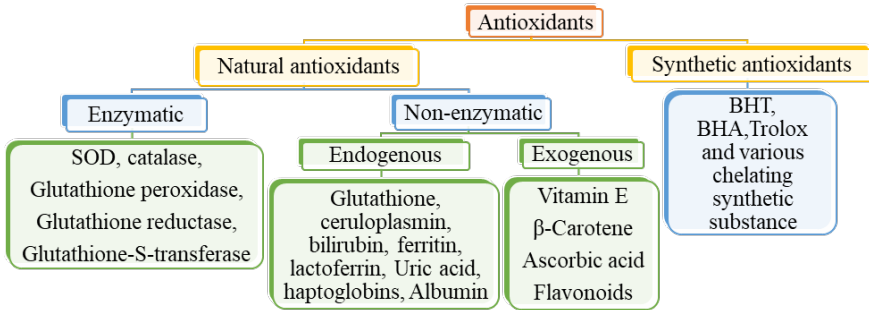 Antioxidants
Natural antioxidants
Synthetic antioxidants
Enzymatic
Non-enzymatic
BHT,
BHA,Trolox
and various
chelating
synthetic
substance
SOD, catalase,
Glutathione peroxidase,
Glutathione reductase,
Glutathione-S-transferase
Endogenous
Exogenous
Glutathione,
ceruloplasmin,
bilirubin, ferritin,
lactoferrin, Uric acid,
haptoglobins, Albumin
Vitamin E
β-Carotene
Ascorbic acid
Flavonoids